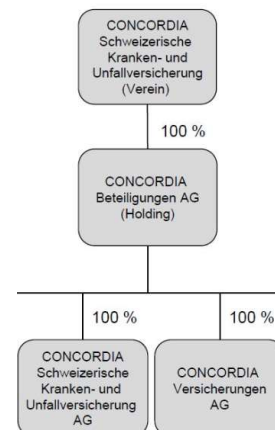 CONCORDIA
Schweizerische
Kranken- und
Unfallversicherung
(Verein)
100 %
CONCORDIA
Beteiligungen AG
(Holding)
100 %
100 %
CONCORDIA
Schweizerische
Kranken- und
Unfallversicherung
AG
CONCORDIA
Versicherungen
AG